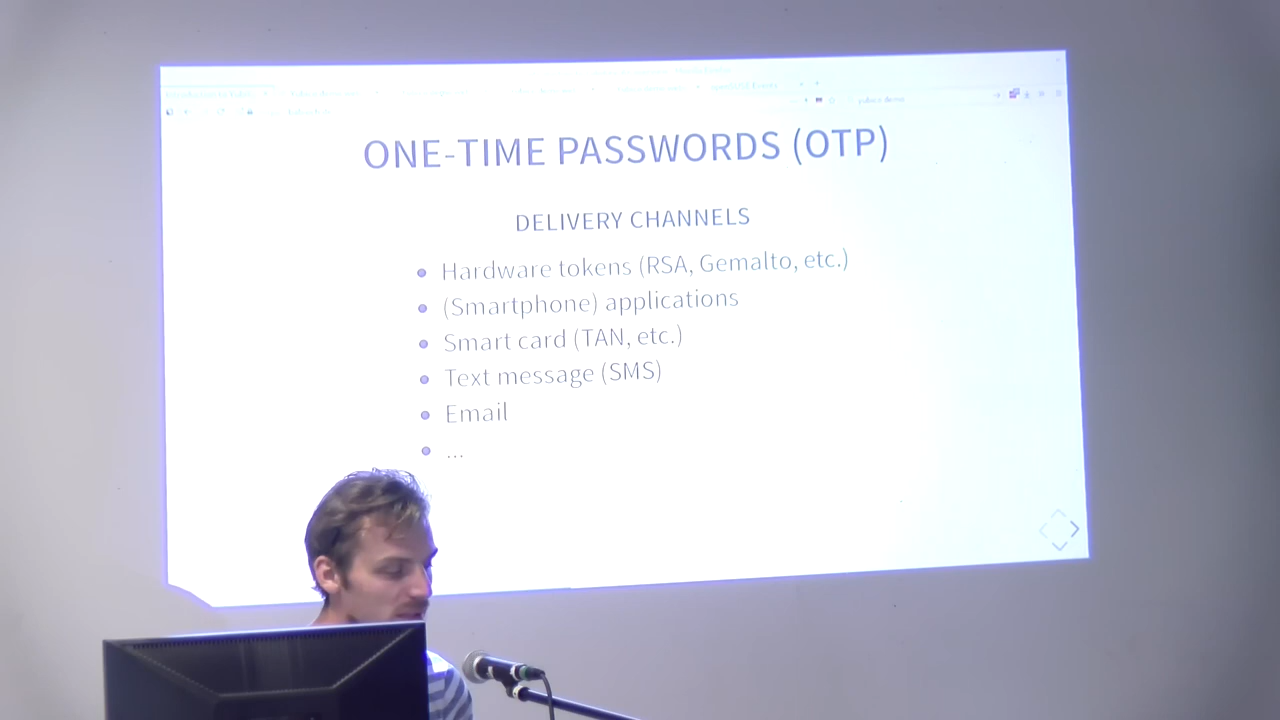 ONE-TIME PASSWORDS (OTP)
DELIVERY CHANNELS
Hardware tokens (RSA, Gemalto, etc.)
(Smartphone) applications
Smart card (TAN, etc.)
Text message (SMS)
Email
...